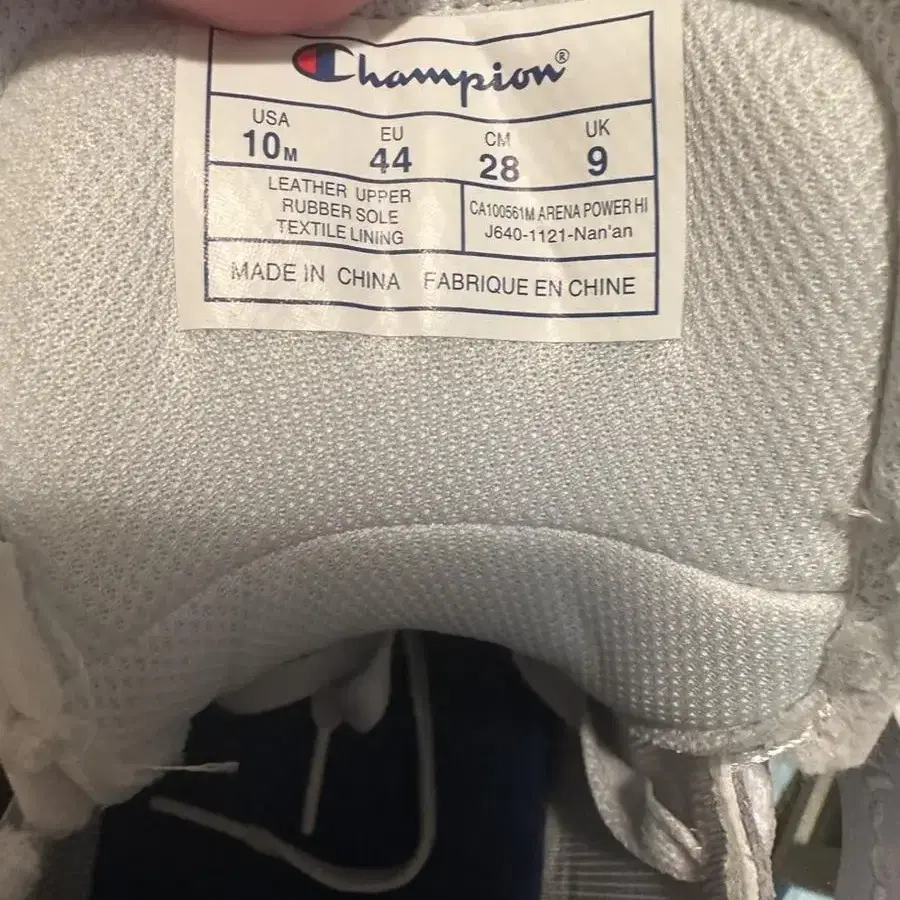 Champion®
USA EU CM UK
10M 44 28 9
LEATHER UPPER
RUBBER SOLE
TEXTILE LINING
CA100561M ARENA POWER HI
J640-1121-Nan'an
MADE IN CHINA FABRIQUE EN CHINE